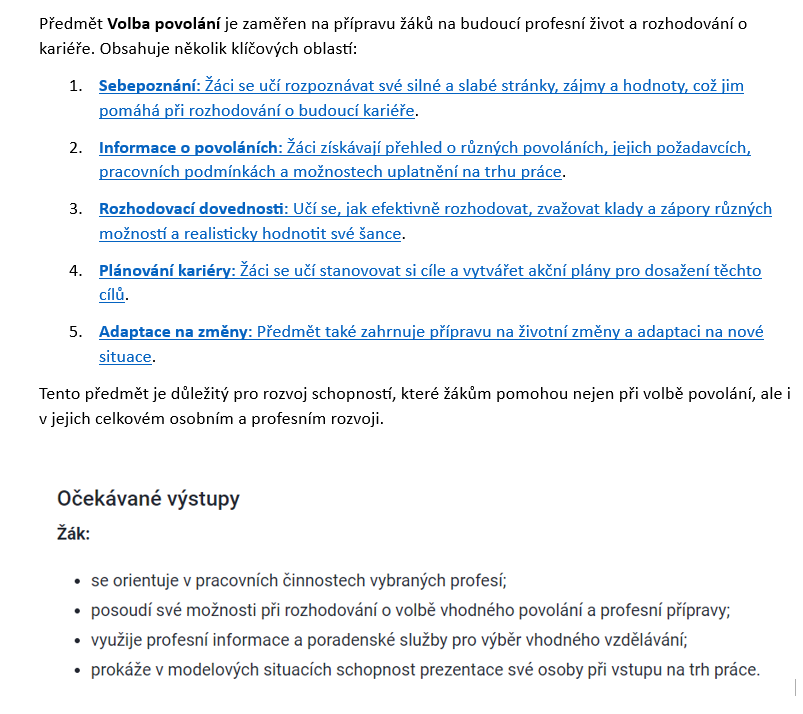 Předmět Volba povolání je zaměřen na přípravu žáků na budoucí profesní život a rozhodování o
kariéře. Obsahuje několik klíčových oblastí:
1. Sebepoznání: Žáci se učí rozpoznávat své silné a slabé stránky, zájmy a hodnoty, což jim
pomáhá při rozhodování o budoucí kariéře.
2. Informace o povoláních: Žáci získávají přehled o různých povoláních, jejich požadavcích,
pracovních podmínkách a možnostech uplatnění na trhu práce.
3. Rozhodovací dovednosti: Učí se, jak efektivně rozhodovat, zvažovat klady a zápory různých
možností a realisticky hodnotit své šance.
4. Plánování kariéry: Žáci se učí stanovovat si cíle a vytvářet akční plány pro dosažení těchto
cílů.
5. Adaptace na změny: Předmět také zahrnuje přípravu na životní změny a adaptaci na nové
situace.
Tento předmět je důležitý pro rozvoj schopností, které žákům pomohou nejen při volbě povolání, ale i
v jejich celkovém osobním a profesním rozvoji.
Očekávané výstupy
Žák:
• se orientuje v pracovních činnostech vybraných profesí;
• posoudí své možnosti při rozhodování o volbě vhodného povolání a profesní přípravy;
• využije profesní informace a poradenské služby pro výběr vhodného vzdělávání;
• prokáže v modelových situacích schopnost prezentace své osoby při vstupu na trh práce.